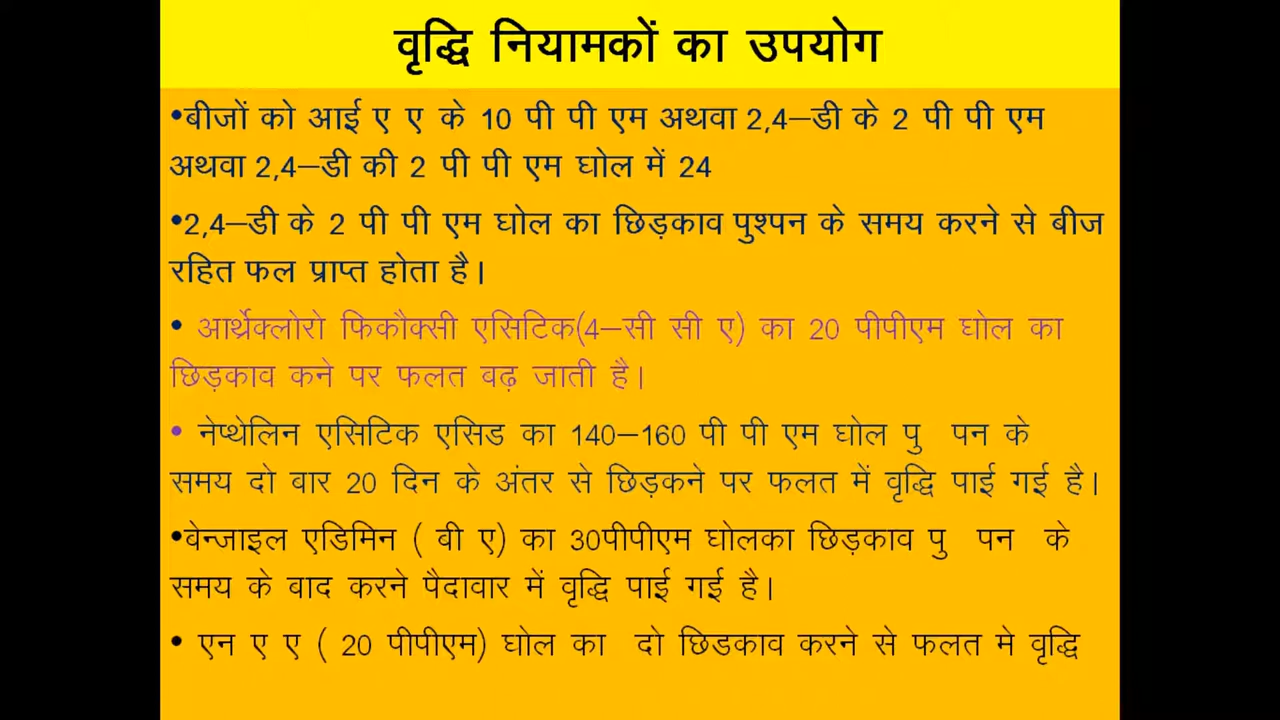 वृद्धि नियामकों का उपयोग
•बीजों को आई ए ए के 10 पी पी एम अथवा 2,4–डी के 2 पी पी एम
अथवा 2,4–डी की 2 पी पी एम घोल में 24
•2,4–डी के 2 पी पी एम घोल का छिड़काव पुश्पन के समय करने से बीज
रहित फल प्राप्त होता है।
• आर्थ्रेक्लोरो फिकौक्सी एसिटिक(4–सी सी ए) का 20 पीपीएम घोल का
छिड़काव कने पर फलत बढ़ जाती है।
• नेप्थेलिन एसिटिक एसिड का 140–160 पी पी एम घोल पु पन के
समय दो बार 20 दिन के अंतर से छिड़कने पर फलत में वृद्धि पाई गई है।
•बेन्जाइल एडिमिन ( बी ए) का 30पीपीएम घोलका छिड़काव पु पन के
समय के बाद करने पैदावार में वृद्धि पाई गई है।
• एन ए ए ( 20 पीपीएम) घोल का दो छिडकाव करने से फलत मे वृद्धि